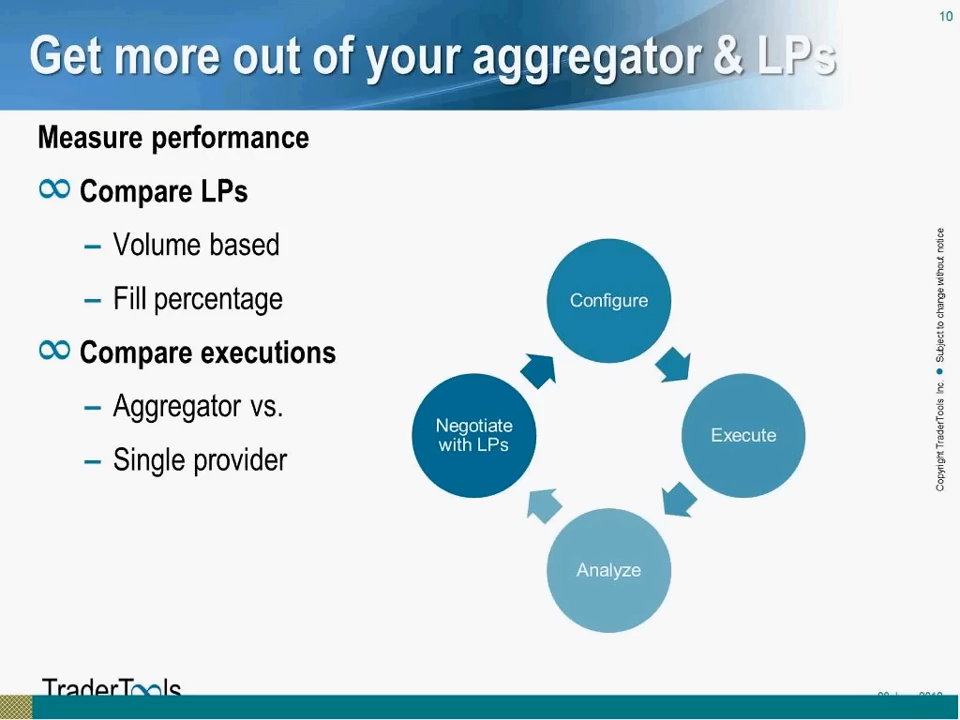 10
Get more out of your aggregator & LPs
Measure performance
∞ Compare LPs
– Volume based
– Fill percentage
∞ Compare executions
– Aggregator vs.
– Single provider
Configure
Execute
Analyze
Negotiate
with LPs
Copyright TraderTools Inc. ● Subject to change without notice
TraderTools